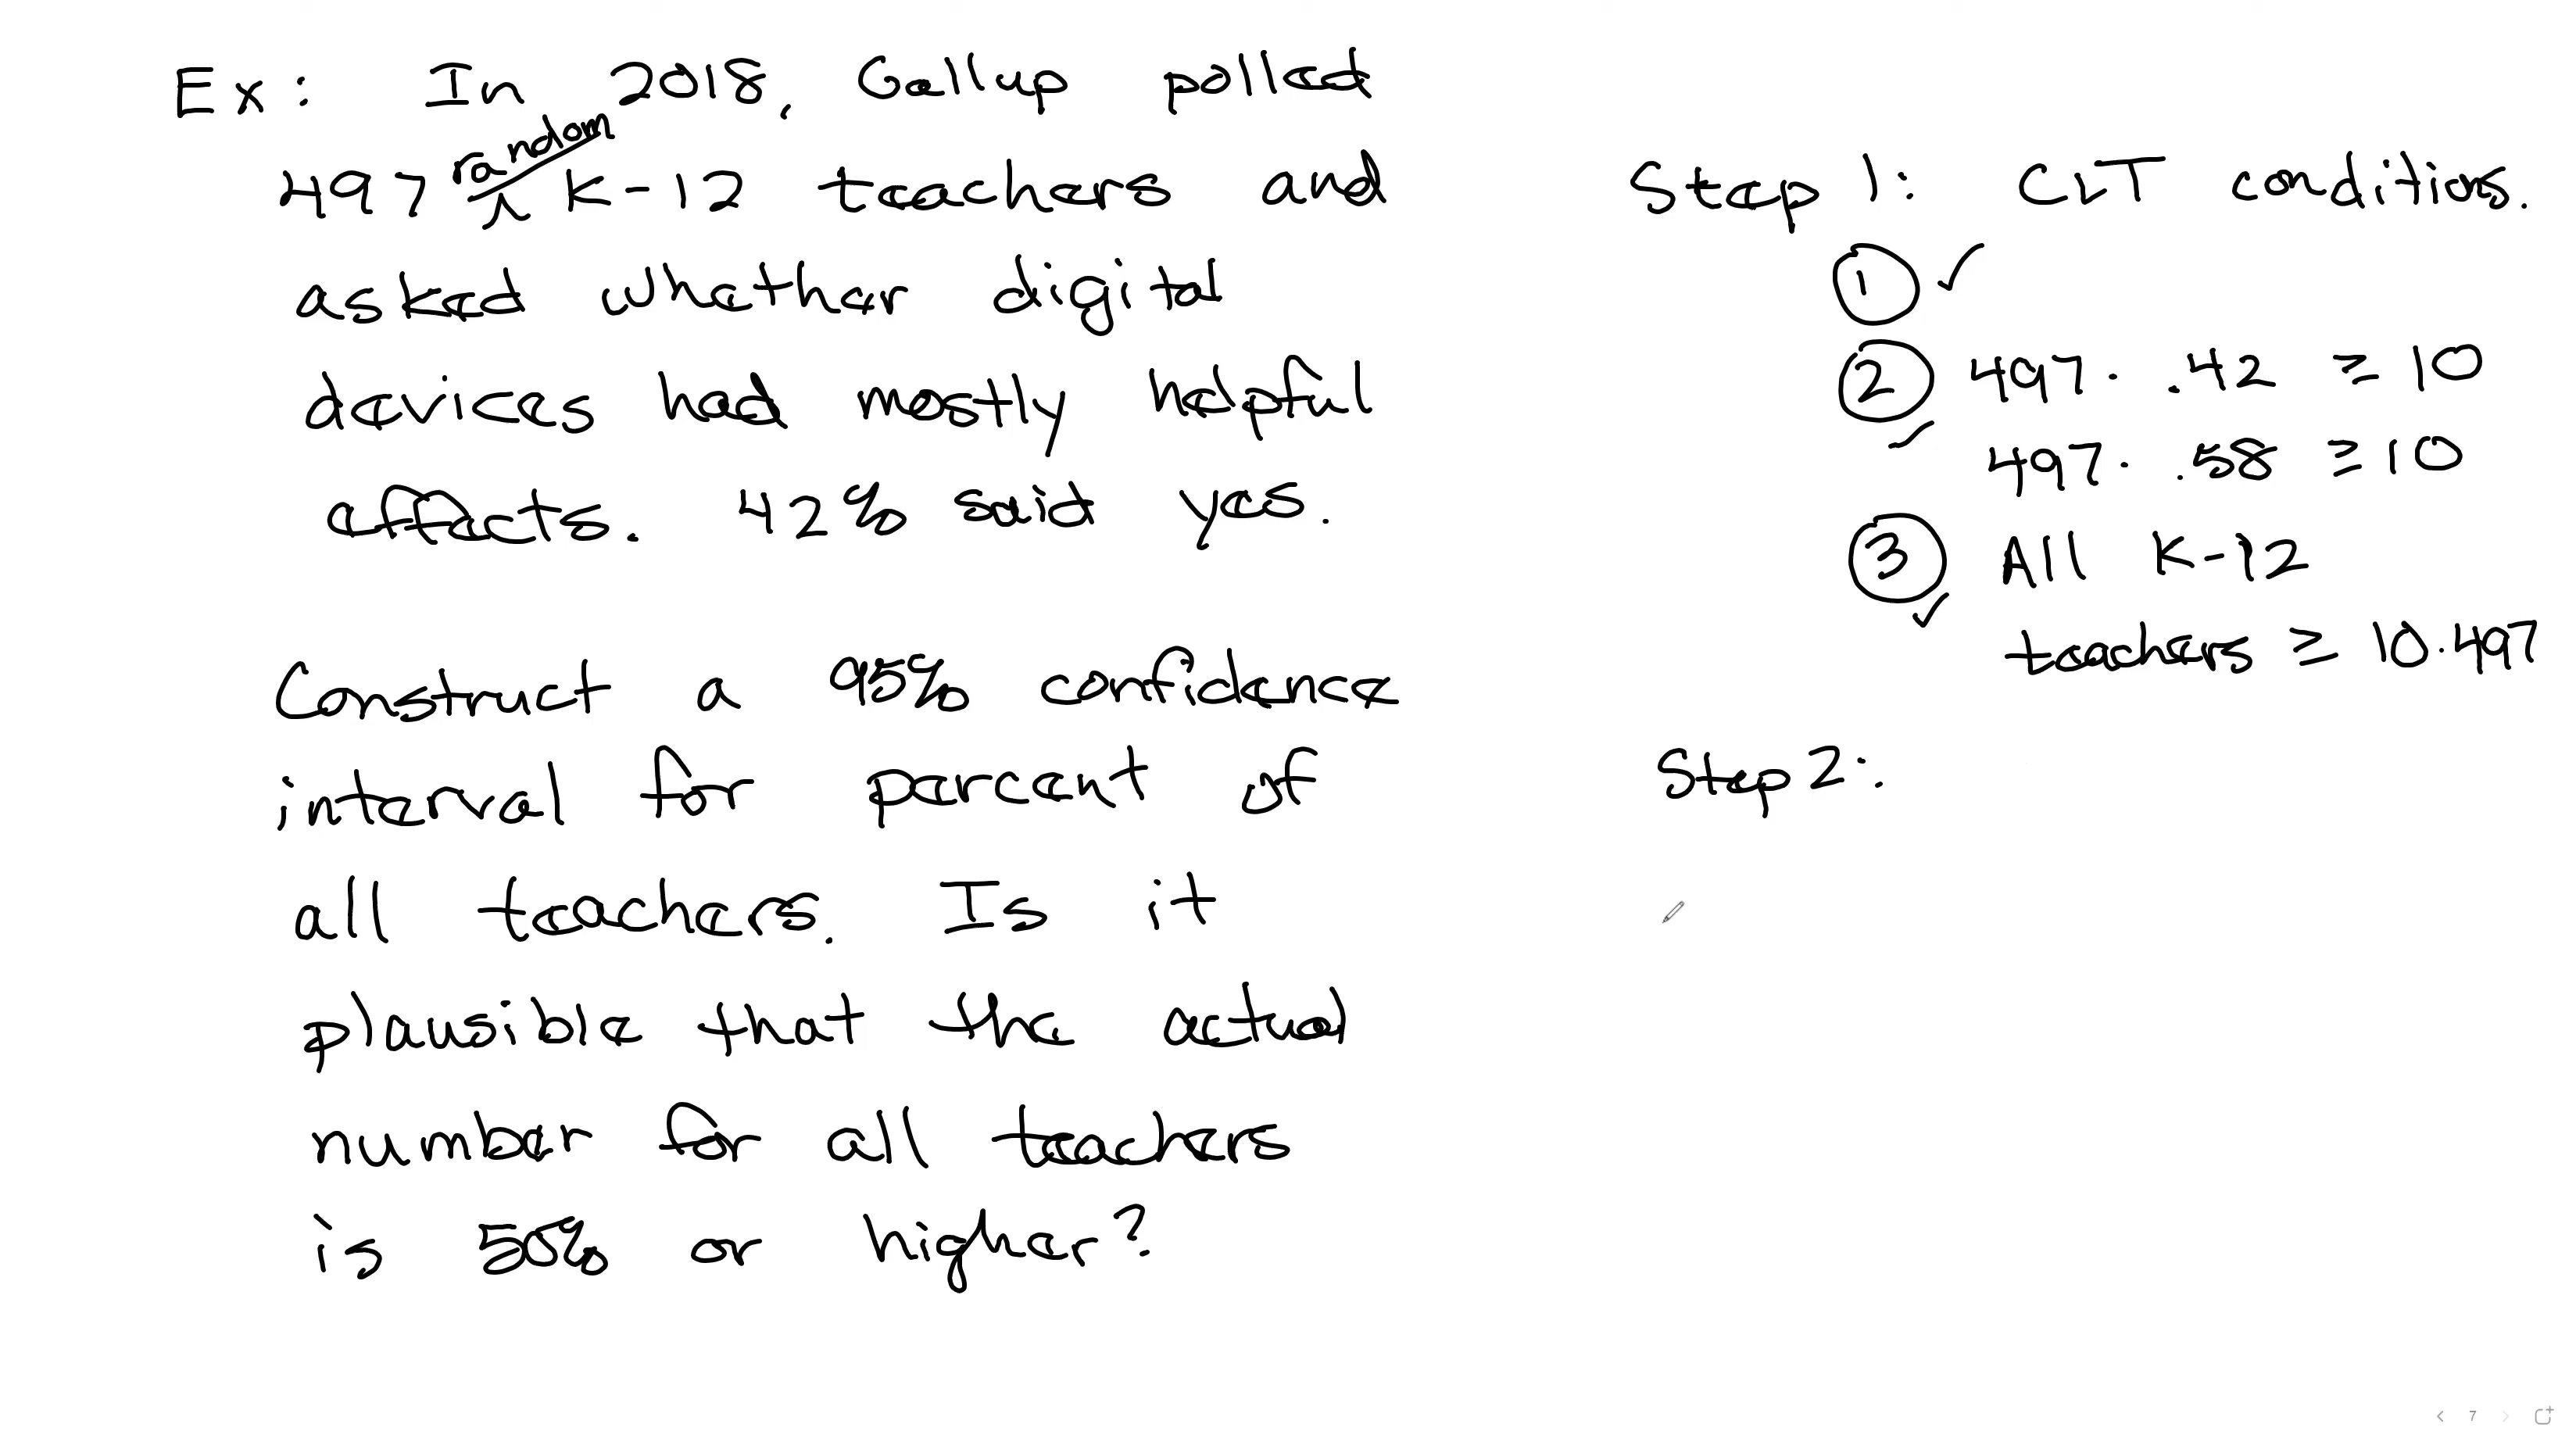 Ex: In 2018, Gallup polled
497 random K-12 teachers and
asked whether digital
devices had mostly helpful
effects. 42% said yes.
Construct a 95% confidence
interval for percent of
all teachers. Is it
plausible that the actual
number for all teachers
is 50% or higher?
Step 1: CLT conditions.
① ✓
② 497 · .42 ≥ 10
✓
497 · .58 ≥ 10
③ All K-12
✓
teachers ≥ 10.497
Step 2:
7